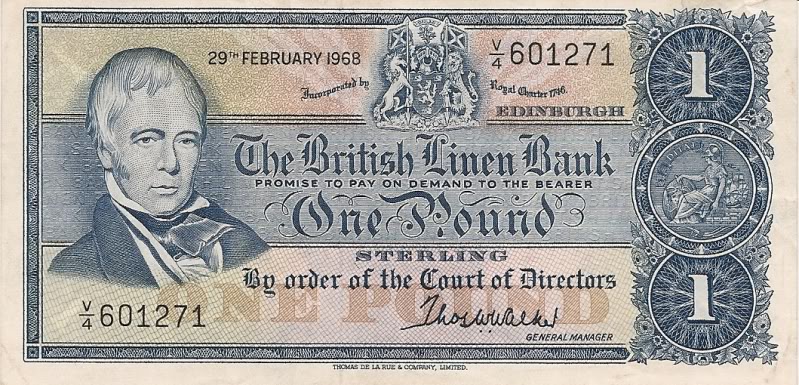 29TH FEBRUARY 1968
V/4 601271
Incorporated by Royal Charter 1746.
EDINBURGH
1
The British Linen Bank
PROMISE TO PAY ON DEMAND TO THE BEARER
One Pound
STERLING
By order of the Court of Directors
ONE POUND
V/4 601271
Thos W Walker
GENERAL MANAGER
1
THOMAS DE LA RUE & COMPANY, LIMITED.